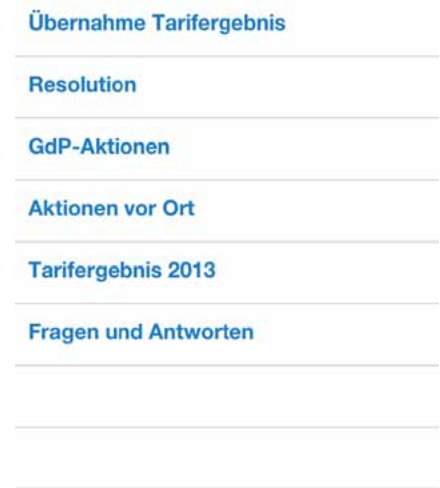 Übernahme Tarifergebnis
Resolution
GdP-Aktionen
Aktionen vor Ort
Tarifergebnis 2013
Fragen und Antworten